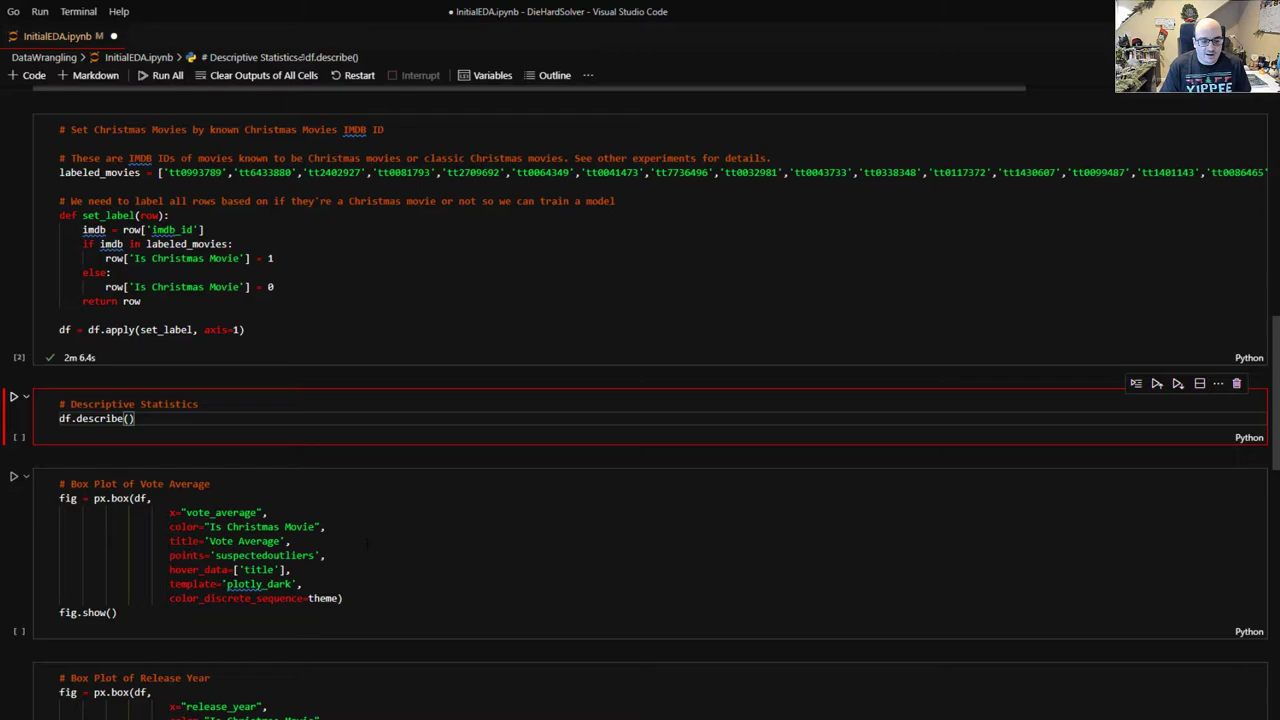 Go Run Terminal Help
● InitialEDA.ipynb - DieHardSolver - Visual Studio Code
InitialEDA.ipynb M ●
DataWrangling > InitialEDA.ipynb > # Descriptive Statistics⏎df.describe()
+ Code + Markdown Run All Clear Outputs of All Cells Restart Interrupt Variables Outline ···
YIPPEE
# Set Christmas Movies by known Christmas Movies IMDB ID
# These are IMDB IDs of movies known to be Christmas movies or classic Christmas movies. See other experiments for details.
labeled_movies = ['tt0993789','tt6433880','tt2402927','tt0081793','tt2709692','tt0064349','tt0041473','tt7736496','tt0032981','tt0043733','tt0338348','tt0117372','tt1430607','tt0099487','tt1401143','tt0086465'
# We need to label all rows based on if they're a Christmas movie or not so we can train a model
def set_label(row):
imdb = row['imdb_id']
if imdb in labeled_movies:
row['Is Christmas Movie'] = 1
else:
row['Is Christmas Movie'] = 0
return row
df = df.apply(set_label, axis=1)
[2] ✓ 2m 6.4s Python
# Descriptive Statistics
df.describe()
[ ] Python
# Box Plot of Vote Average
fig = px.box(df,
x="vote_average",
color="Is Christmas Movie",
title='Vote Average',
points='suspectedoutliers',
hover_data=['title'],
template='plotly_dark',
color_discrete_sequence=theme)
fig.show()
[ ] Python
# Box Plot of Release Year
fig = px.box(df,
x="release_year",
color="Is Christmas Movie"